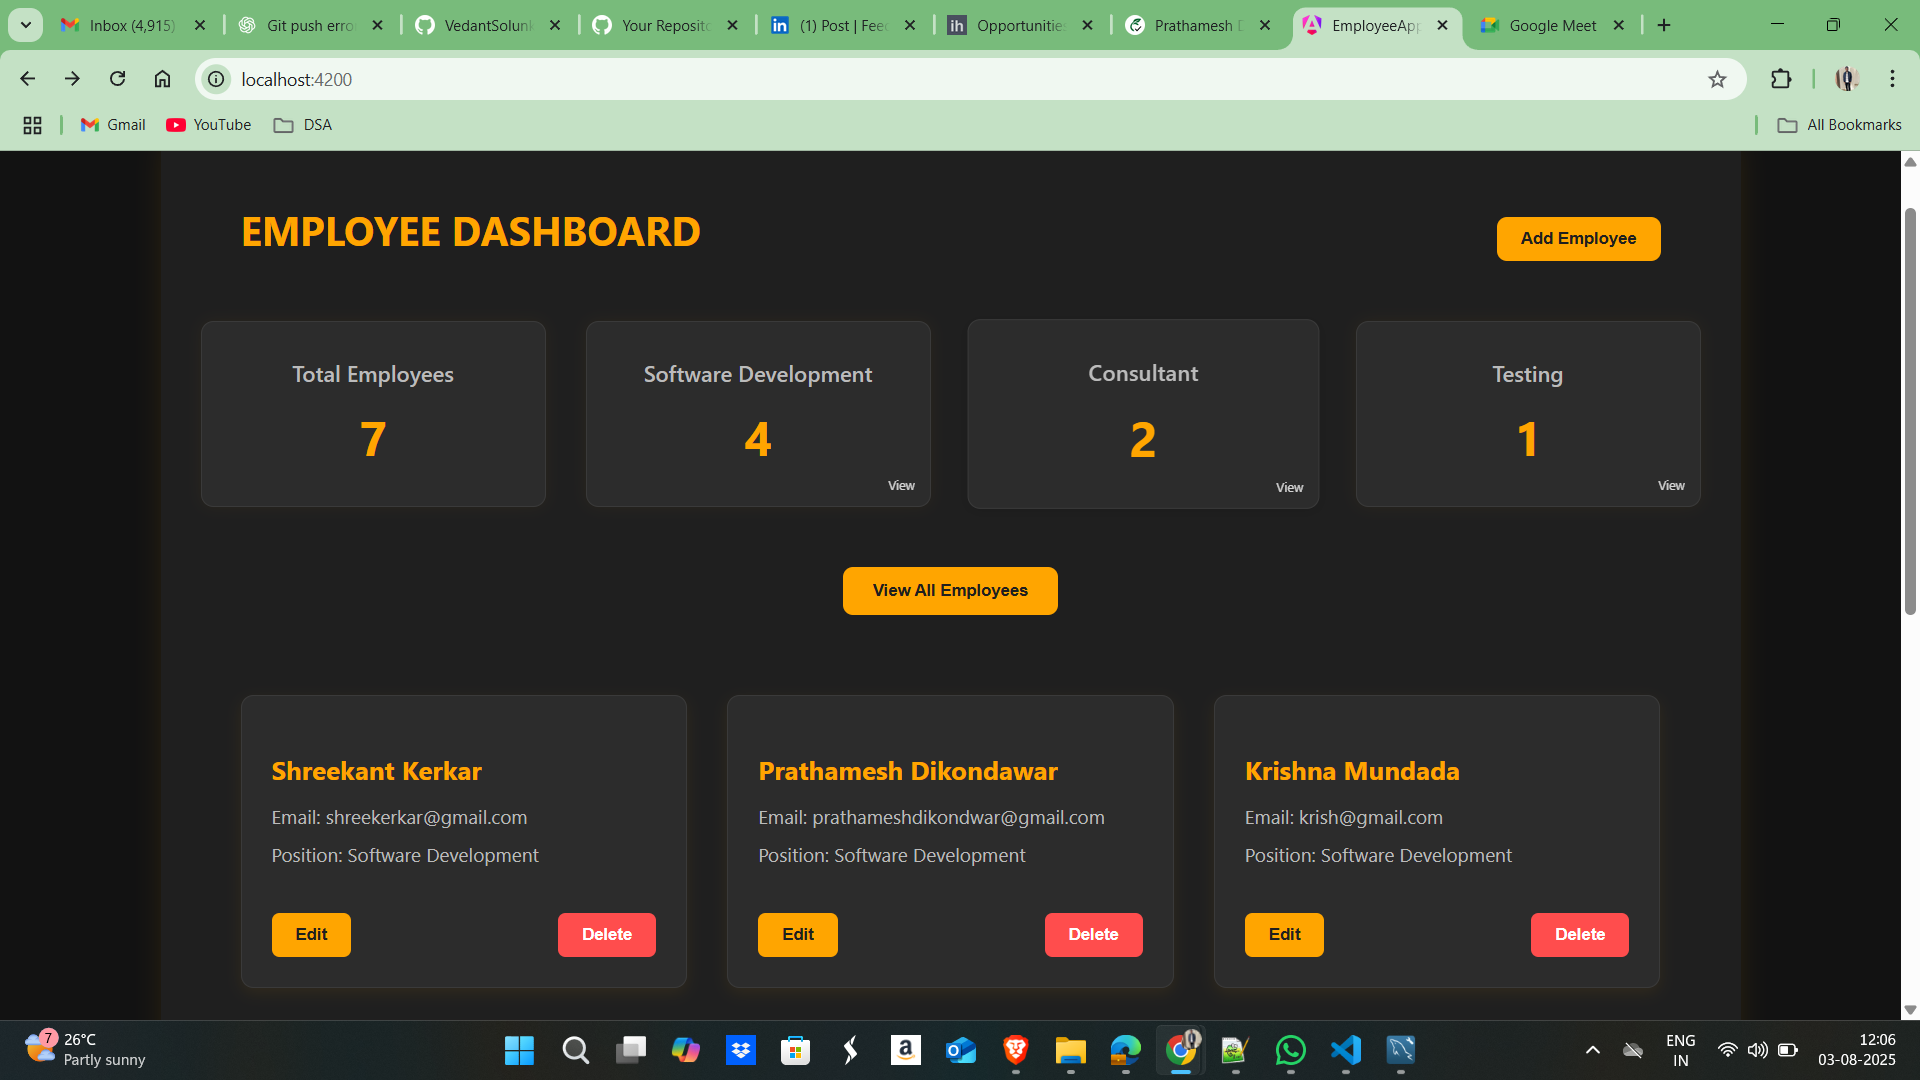 Inbox (4,915)
Git push erro
VedantSolunk
Your Reposito
(1) Post | Feed
ih
Opportunities
Prathamesh D
EmployeeApp
Google Meet
localhost:4200
Gmail
YouTube
DSA
All Bookmarks
EMPLOYEE DASHBOARD
Add Employee
Total Employees
7
Software Development
4
View
Consultant
2
View
Testing
1
View
View All Employees
Shreekant Kerkar
Email: shreekerkar@gmail.com
Position: Software Development
Edit
Delete
Prathamesh Dikondawar
Email: prathameshdikondwar@gmail.com
Position: Software Development
Edit
Delete
Krishna Mundada
Email: krish@gmail.com
Position: Software Development
Edit
Delete
7
26°C
Partly sunny
ENG
IN
12:06
03-08-2025